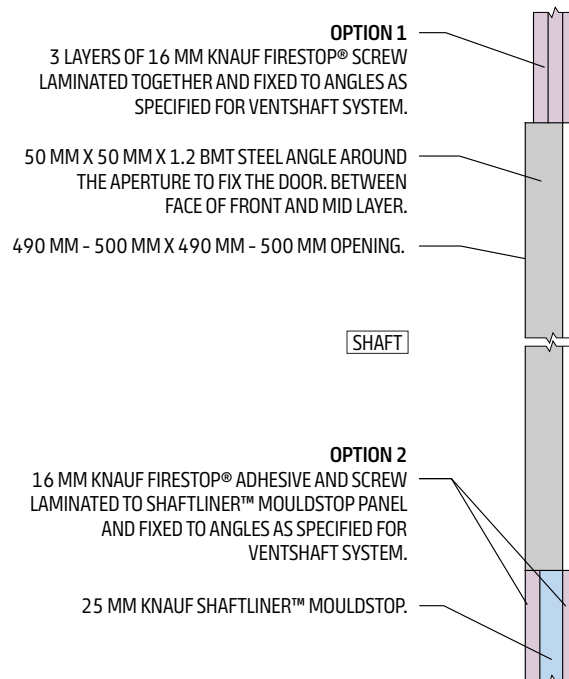 OPTION 1
3 LAYERS OF 16 MM KNAUF FIRESTOP® SCREW
LAMINATED TOGETHER AND FIXED TO ANGLES AS
SPECIFIED FOR VENTSHAFT SYSTEM.
50 MM X 50 MM X 1.2 BMT STEEL ANGLE AROUND
THE APERTURE TO FIX THE DOOR. BETWEEN
FACE OF FRONT AND MID LAYER.
490 MM - 500 MM X 490 MM - 500 MM OPENING.
SHAFT
OPTION 2
16 MM KNAUF FIRESTOP® ADHESIVE AND SCREW
LAMINATED TO SHAFTLINER™ MOULDSTOP PANEL
AND FIXED TO ANGLES AS SPECIFIED FOR
VENTSHAFT SYSTEM.
25 MM KNAUF SHAFTLINER™ MOULDSTOP.